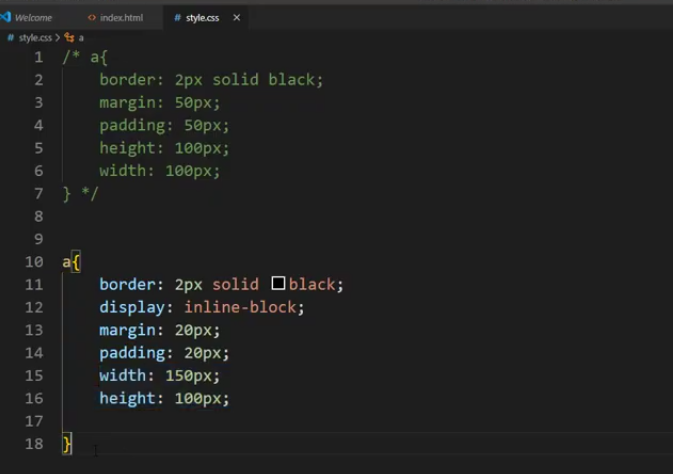 Welcome
index.html
style.css
style.css > a
1 /* a{
2 border: 2px solid black;
3 margin: 50px;
4 padding: 50px;
5 height: 100px;
6 width: 100px;
7 } */
8
9
10 a{
11 border: 2px solid black;
12 display: inline-block;
13 margin: 20px;
14 padding: 20px;
15 width: 150px;
16 height: 100px;
17
18 }